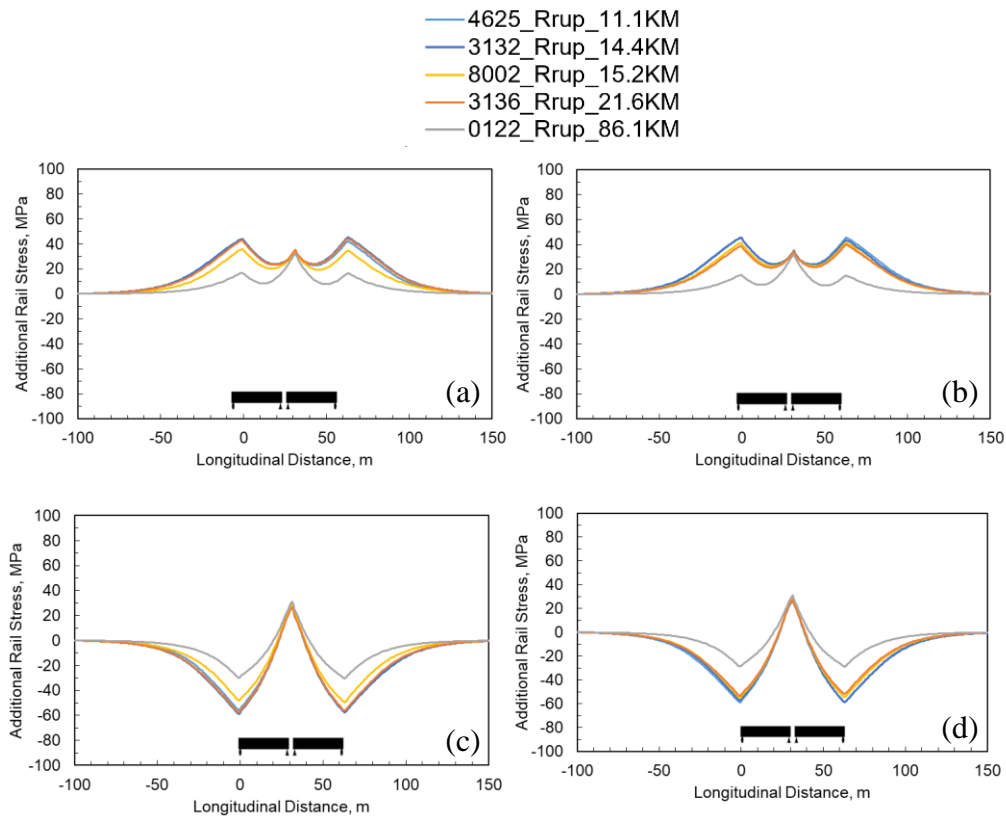 4625_Rrup_11.1KM
3132_Rrup_14.4KM
8002_Rrup_15.2KM
3136_Rrup_21.6KM
0122_Rrup_86.1KM
Additional Rail Stress, MPa
100
80
60
40
20
0
-20
-40
-60
-80
-100
-100 -50 0 50 100 150
Longitudinal Distance, m
(a)
Additional Rail Stress, MPa
100
80
60
40
20
0
-20
-40
-60
-80
-100
-100 -50 0 50 100 150
Longitudinal Distance, m
(b)
Additional Rail Stress, MPa
100
80
60
40
20
0
-20
-40
-60
-80
-100
-100 -50 0 50 100 150
Longitudinal Distance, m
(c)
Additional Rail Stress, MPa
100
80
60
40
20
0
-20
-40
-60
-80
-100
-100 -50 0 50 100 150
Longitudinal Distance, m
(d)